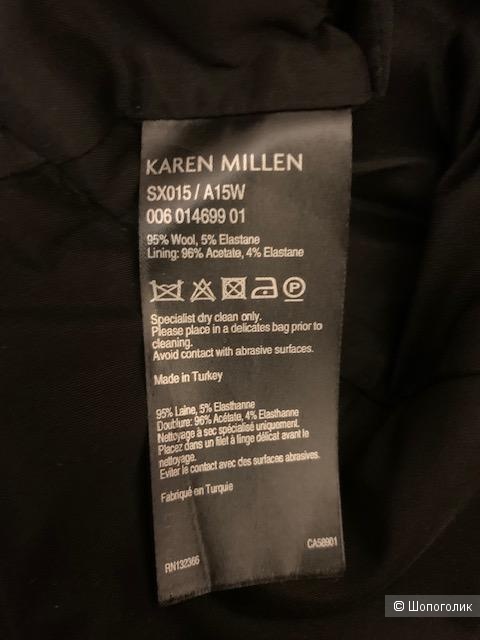 KAREN MILLEN
SX015 / A15W
006 014699 01
95% Wool, 5% Elastane
Lining: 96% Acetate, 4% Elastane
P
Specialist dry clean only.
Please place in a delicates bag prior to
cleaning.
Avoid contact with abrasive surfaces.
Made in Turkey
95% Laine, 5% Elasthanne
Doublure: 96% Acétate, 4% Elasthanne
Nettoyage à sec spécialisé uniquement.
Placez dans un filet à linge délicat avant le
nettoyage.
Eviter le contact avec des surfaces abrasives.
Fabriqué en Turquie
RN132366
CA58901
© Шопоголик